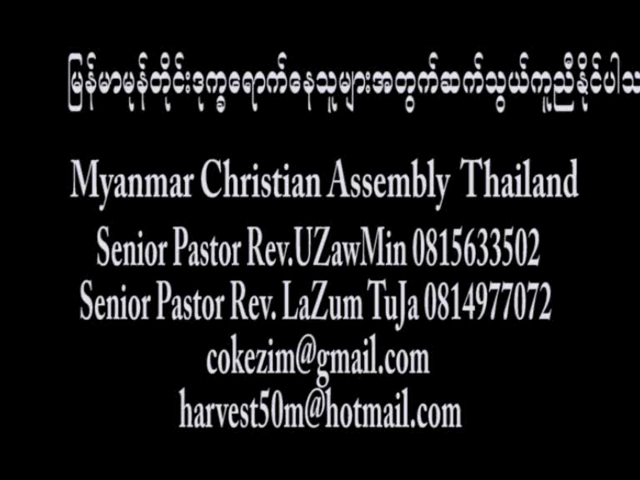 မြန်မာမုန်တိုင်းဒုက္ခရောက်နေသူများအတွက်ဆက်သွယ်ကူညီနိုင်ပါသ
Myanmar Christian Assembly Thailand
Senior Pastor Rev.UZawMin 0815633502
Senior Pastor Rev. LaZum TuJa 0814977072
cokezim@gmail.com
harvest50m@hotmail.com